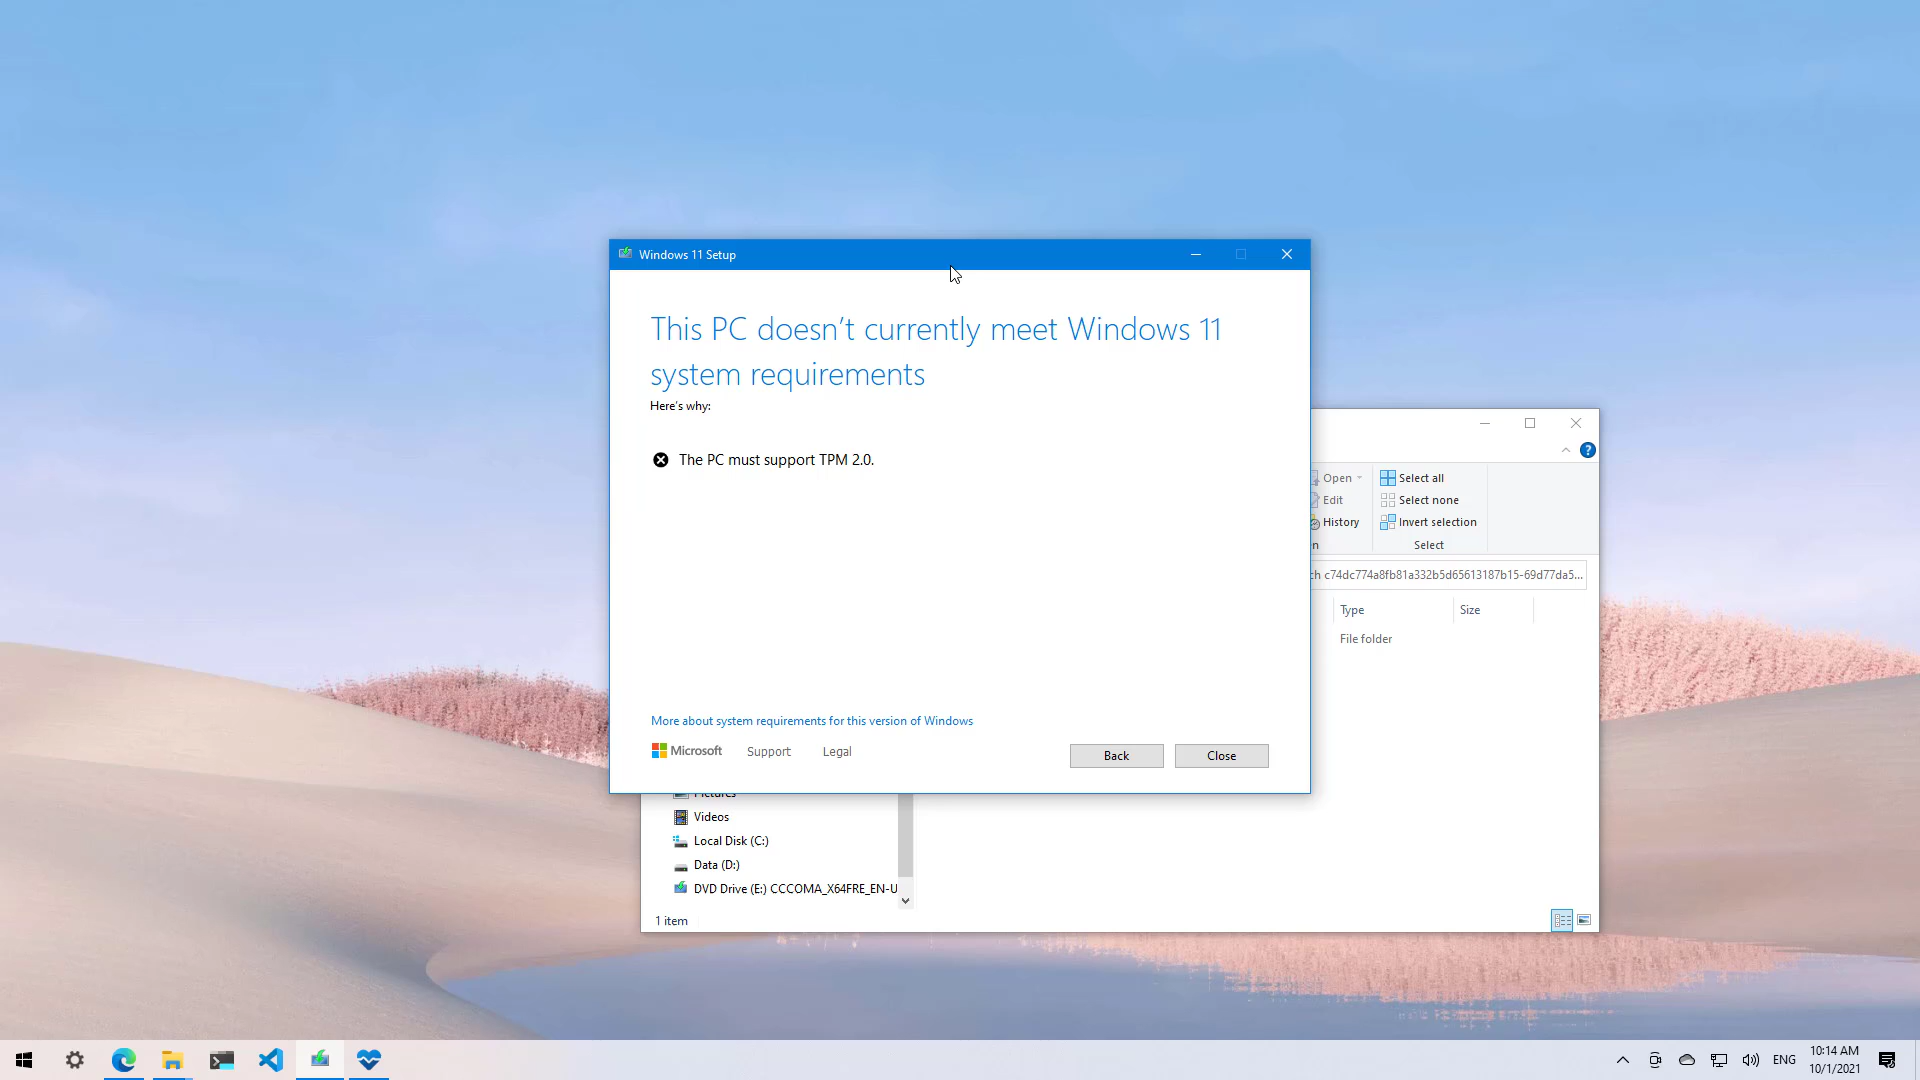 Windows 11 Setup
This PC doesn't currently meet Windows 11
system requirements
Here's why:
The PC must support TPM 2.0.
More about system requirements for this version of Windows
Microsoft Support Legal
Back Close
Open
Edit
History
Select all
Select none
Invert selection
Select
c74dc774a8fb81a332b5d65613187b15-69d77da5...
Type Size
File folder
Pictures
Videos
Local Disk (C:)
Data (D:)
DVD Drive (E:) CCCOMA_X64FRE_EN-U
1 item
ENG
10:14 AM
10/1/2021